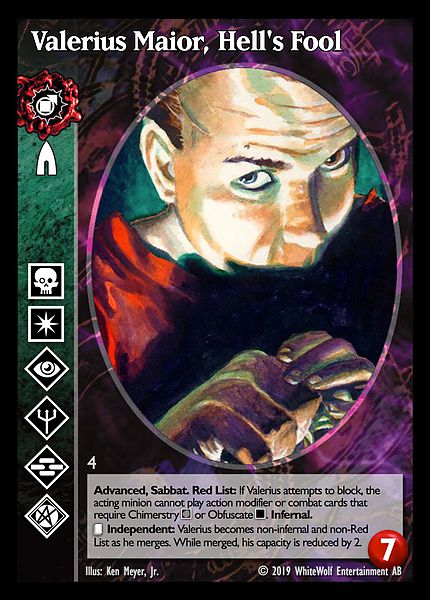 Valerius Maior, Hell's Fool
4
Advanced, Sabbat. Red List: If Valerius attempts to block, the
acting minion cannot play action modifier or combat cards that
require Chimerstry or Obfuscate. Infernal.
Independent: Valerius becomes non-infernal and non-Red
List as he merges. While merged, his capacity is reduced by 2.
7
Illus: Ken Meyer, Jr.
© 2019 WhiteWolf Entertainment AB